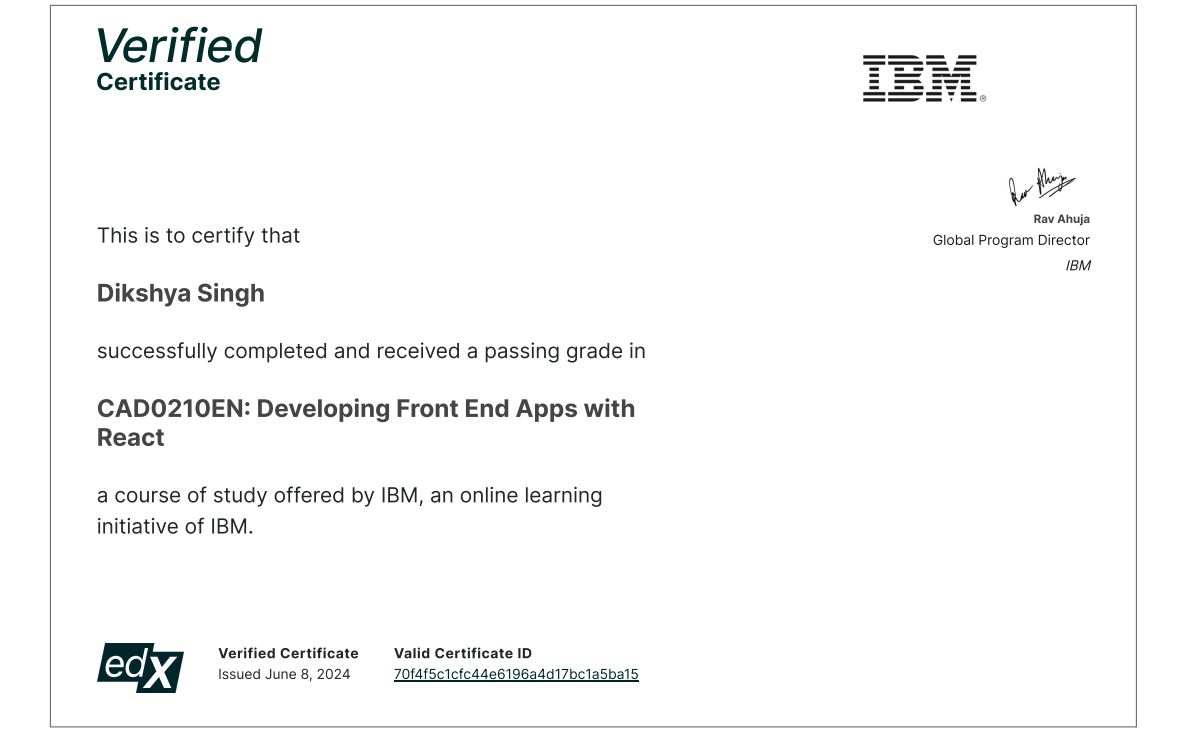 Verified
Certificate
IBM®
Rav Ahuja
Global Program Director
IBM
This is to certify that
Dikshya Singh
successfully completed and received a passing grade in
CAD0210EN: Developing Front End Apps with
React
a course of study offered by IBM, an online learning
initiative of IBM.
edX
Verified Certificate
Issued June 8, 2024
Valid Certificate ID
70f4f5c1cfc44e6196a4d17bc1a5ba15